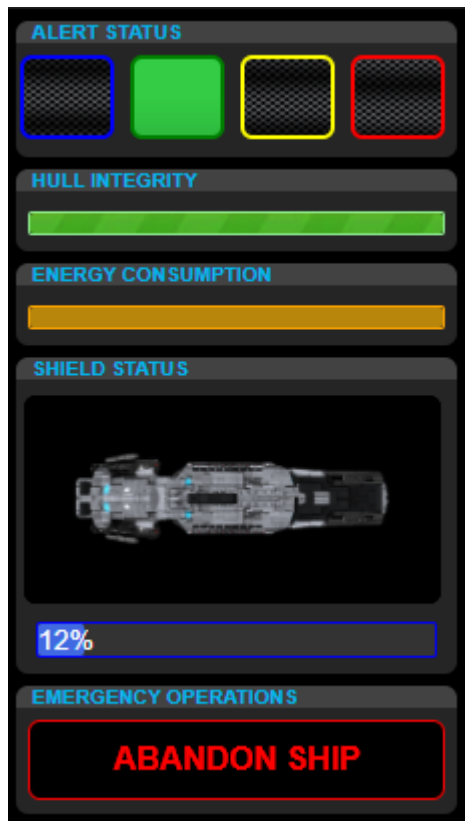 ALERT STATUS
HULL INTEGRITY
ENERGY CONSUMPTION
SHIELD STATUS
12%
EMERGENCY OPERATIONS
ABANDON SHIP